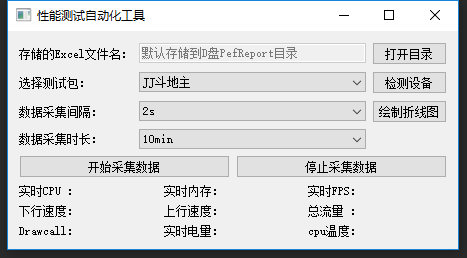 性能测试自动化工具
存储的Excel文件名： 默认存储到D盘PefReport目录 打开目录
选择测试包： JJ斗地主 检测设备
数据采集间隔： 2s 绘制折线图
数据采集时长： 10min
开始采集数据 停止采集数据
实时CPU ： 实时内存： 实时FPS：
下行速度： 上行速度： 总流量 ：
Drawcall： 实时电量： cpu温度：